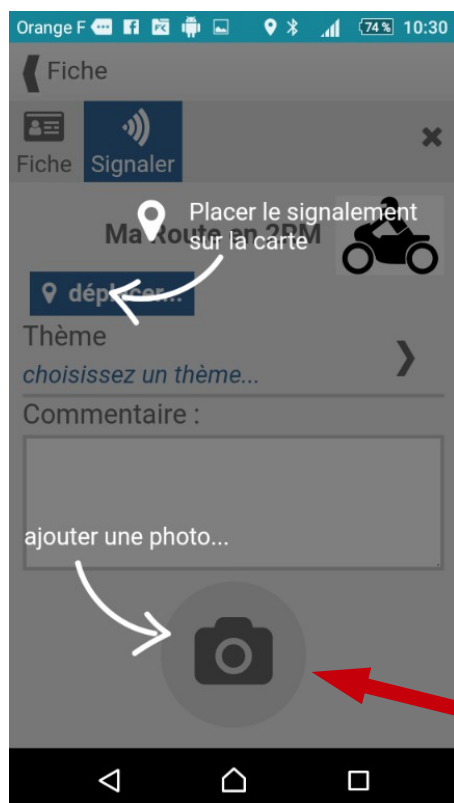 Orange F 74% 10:30
Fiche
Fiche Signaler
Placer le signalement
sur la carte
Ma Route en 2RM
déplacer...
Thème
choisissez un thème...
Commentaire :
ajouter une photo...